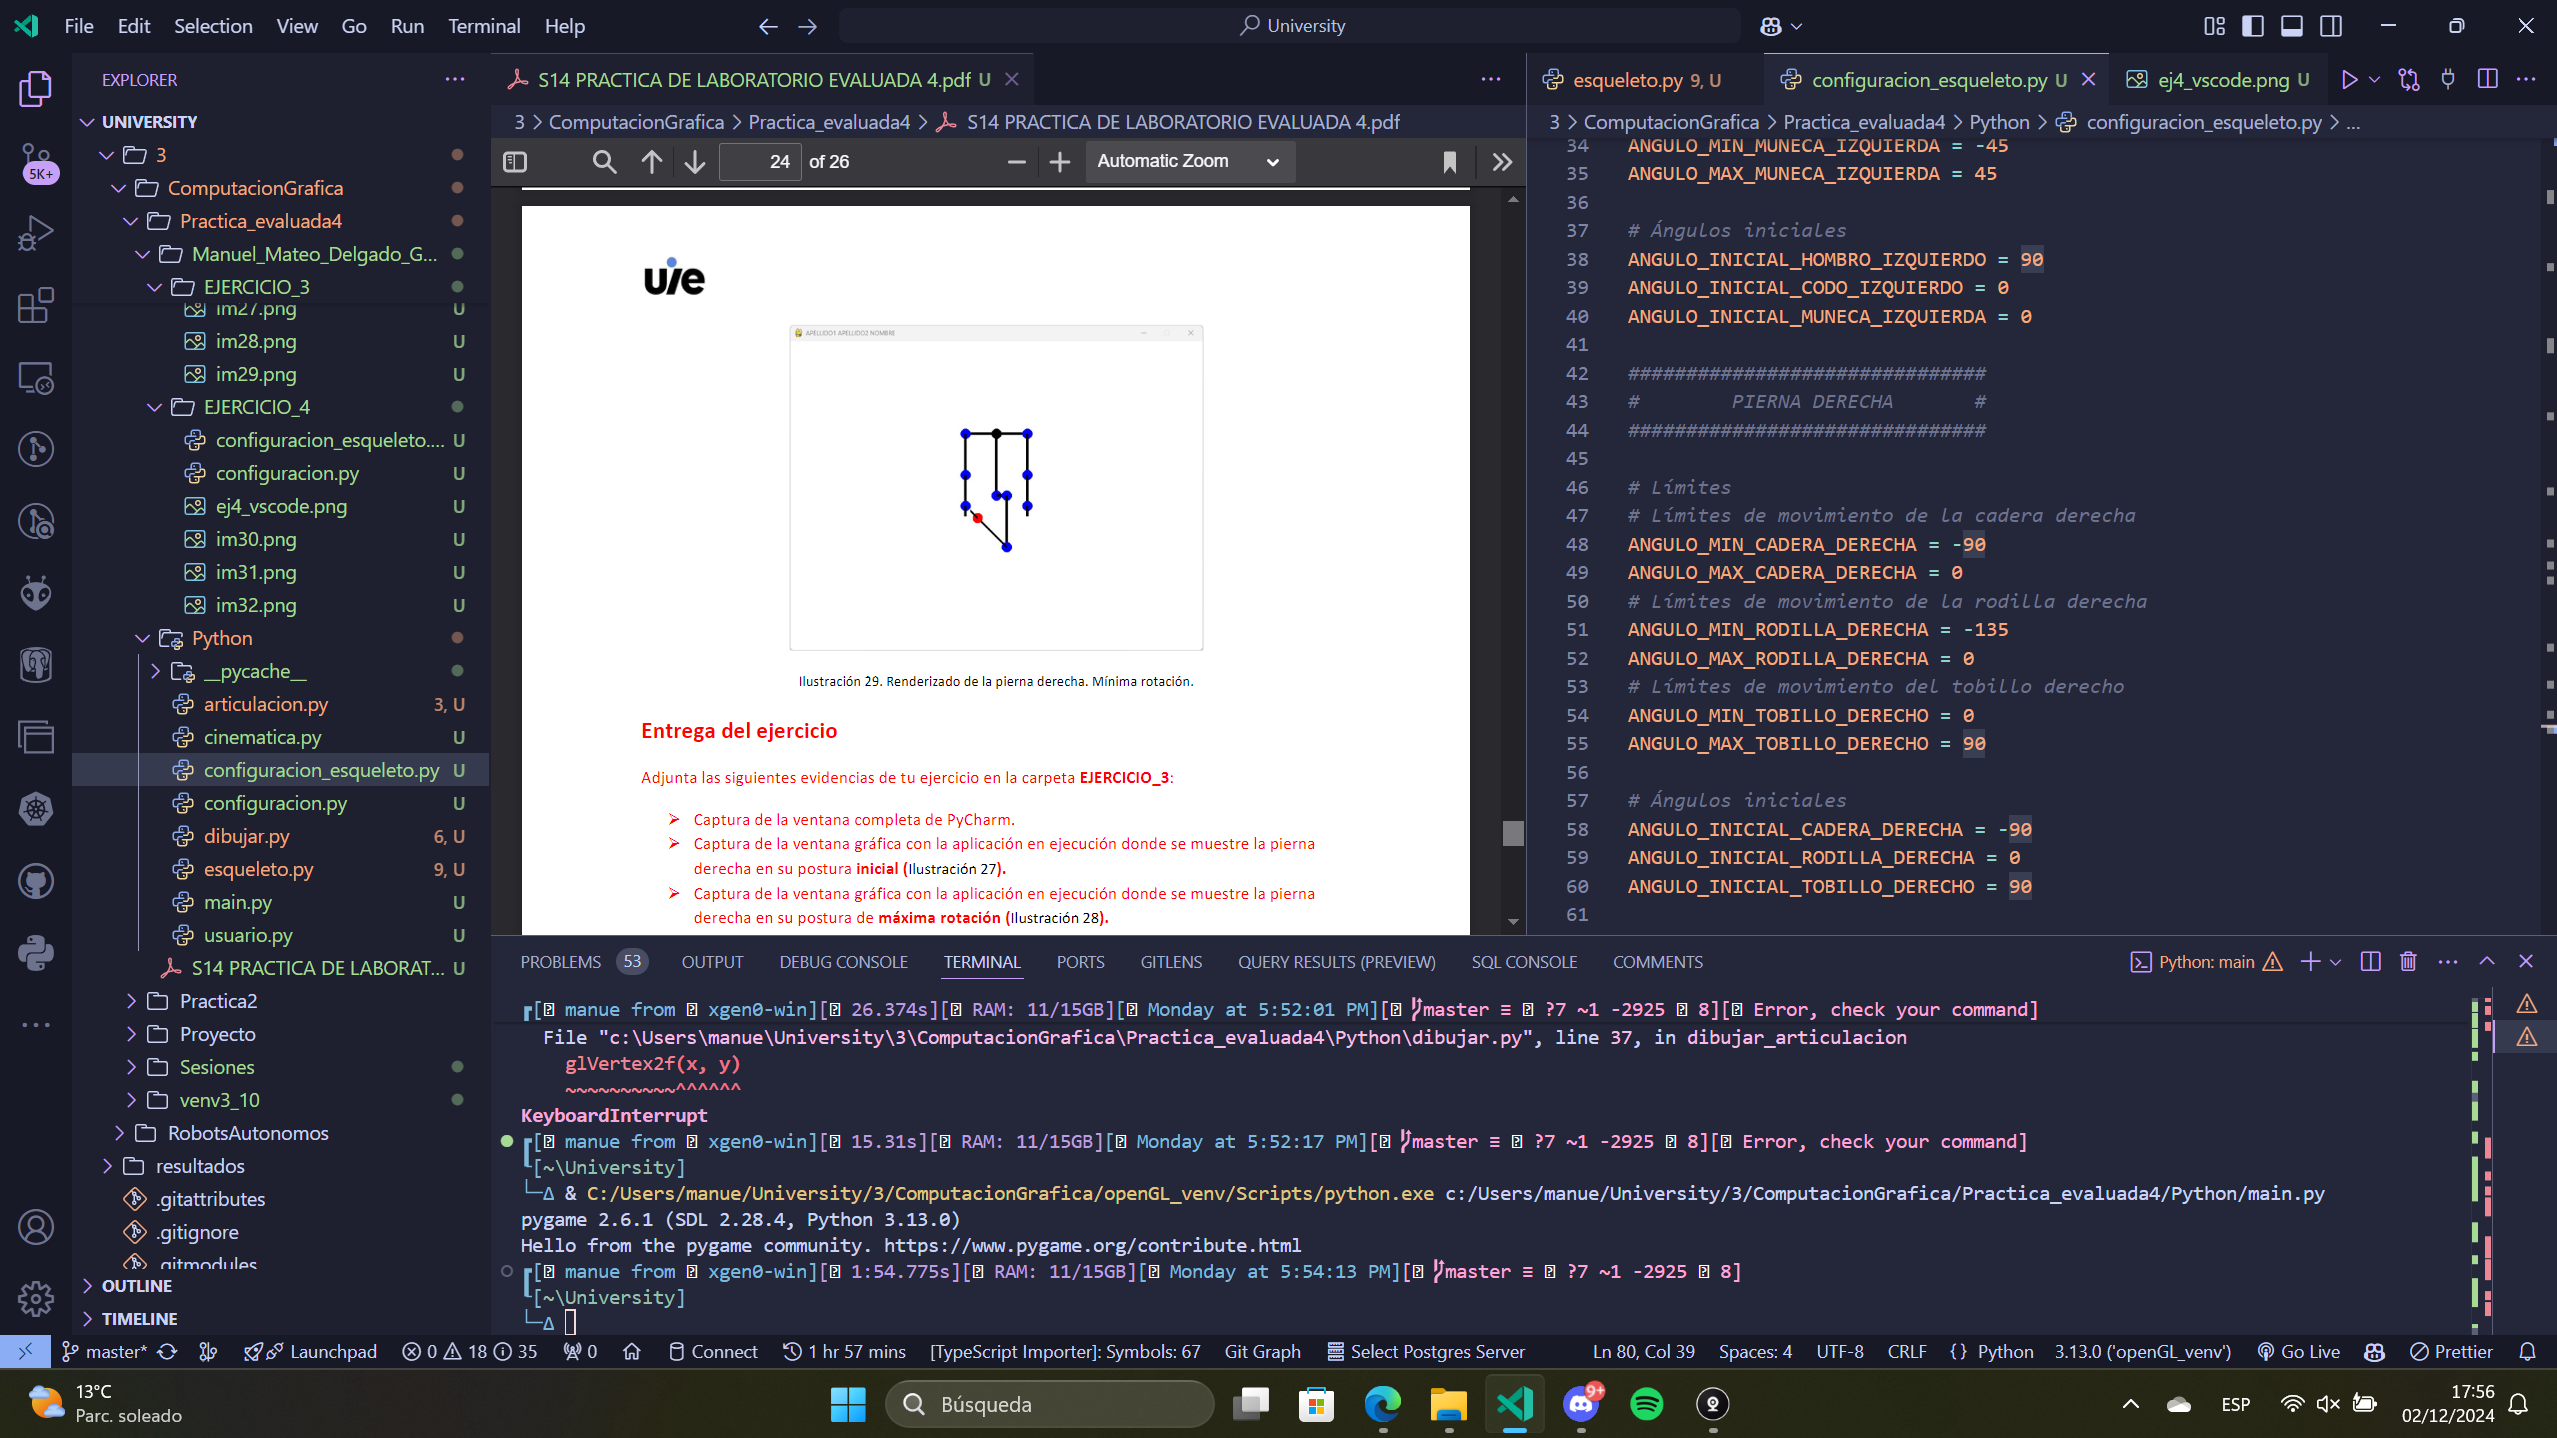 File Edit Selection View Go Run Terminal Help
University
EXPLORER
UNIVERSITY
3
ComputacionGrafica
Practica_evaluada4
Manuel_Mateo_Delgado_G...
EJERCICIO_3
im27.png U
im28.png U
im29.png U
EJERCICIO_4
configuracion_esqueleto.... U
configuracion.py U
ej4_vscode.png U
im30.png U
im31.png U
im32.png U
Python
__pycache__
articulacion.py 3, U
cinematica.py U
configuracion_esqueleto.py U
configuracion.py U
dibujar.py 6, U
esqueleto.py 9, U
main.py U
usuario.py U
S14 PRACTICA DE LABORAT... U
Practica2
Proyecto
Sesiones
venv3_10
RobotsAutonomos
resultados
.gitattributes
.gitignore
.gitmodules
OUTLINE
TIMELINE
5K+
S14 PRACTICA DE LABORATORIO EVALUADA 4.pdf U
3 > ComputacionGrafica > Practica_evaluada4 > S14 PRACTICA DE LABORATORIO EVALUADA 4.pdf
24 of 26
Automatic Zoom
uie
APELLIDO1 APELLIDO2 NOMBRE
Ilustración 29. Renderizado de la pierna derecha. Mínima rotación.
Entrega del ejercicio
Adjunta las siguientes evidencias de tu ejercicio en la carpeta EJERCICIO_3:
Captura de la ventana completa de PyCharm.
Captura de la ventana gráfica con la aplicación en ejecución donde se muestre la pierna
derecha en su postura inicial (Ilustración 27).
Captura de la ventana gráfica con la aplicación en ejecución donde se muestre la pierna
derecha en su postura de máxima rotación (Ilustración 28).
esqueleto.py 9, U
configuracion_esqueleto.py U
ej4_vscode.png U
3 > ComputacionGrafica > Practica_evaluada4 > Python > configuracion_esqueleto.py > ...
34 ANGULO_MIN_MUNECA_IZQUIERDA = -45
35 ANGULO_MAX_MUNECA_IZQUIERDA = 45
36
37 # Ángulos iniciales
38 ANGULO_INICIAL_HOMBRO_IZQUIERDO = 90
39 ANGULO_INICIAL_CODO_IZQUIERDO = 0
40 ANGULO_INICIAL_MUNECA_IZQUIERDA = 0
41
42 ###############################
43 # PIERNA DERECHA #
44 ###############################
45
46 # Límites
47 # Límites de movimiento de la cadera derecha
48 ANGULO_MIN_CADERA_DERECHA = -90
49 ANGULO_MAX_CADERA_DERECHA = 0
50 # Límites de movimiento de la rodilla derecha
51 ANGULO_MIN_RODILLA_DERECHA = -135
52 ANGULO_MAX_RODILLA_DERECHA = 0
53 # Límites de movimiento del tobillo derecho
54 ANGULO_MIN_TOBILLO_DERECHO = 0
55 ANGULO_MAX_TOBILLO_DERECHO = 90
56
57 # Ángulos iniciales
58 ANGULO_INICIAL_CADERA_DERECHA = -90
59 ANGULO_INICIAL_RODILLA_DERECHA = 0
60 ANGULO_INICIAL_TOBILLO_DERECHO = 90
61
PROBLEMS 53 OUTPUT DEBUG CONSOLE TERMINAL PORTS GITLENS QUERY RESULTS (PREVIEW) SQL CONSOLE COMMENTS
Python: main
[ manue from xgen0-win][ 26.374s][ RAM: 11/15GB][ Monday at 5:52:01 PM][ master ≡ ?7 ~1 -2925 8][ Error, check your command]
File "c:\Users\manue\University\3\ComputacionGrafica\Practica_evaluada4\Python\dibujar.py", line 37, in dibujar_articulacion
glVertex2f(x, y)
~~~~~~~~~~^^^^^^
KeyboardInterrupt
[ manue from xgen0-win][ 15.31s][ RAM: 11/15GB][ Monday at 5:52:17 PM][ master ≡ ?7 ~1 -2925 8][ Error, check your command]
[~\University]
└─Δ & C:/Users/manue/University/3/ComputacionGrafica/openGL_venv/Scripts/python.exe c:/Users/manue/University/3/ComputacionGrafica/Practica_evaluada4/Python/main.py
pygame 2.6.1 (SDL 2.28.4, Python 3.13.0)
Hello from the pygame community. https://www.pygame.org/contribute.html
[ manue from xgen0-win][ 1:54.775s][ RAM: 11/15GB][ Monday at 5:54:13 PM][ master ≡ ?7 ~1 -2925 8]
[~\University]
└─Δ
master* Launchpad 0 18 35 0 Connect 1 hr 57 mins [TypeScript Importer]: Symbols: 67 Git Graph Select Postgres Server Ln 80, Col 39 Spaces: 4 UTF-8 CRLF {} Python 3.13.0 ('openGL_venv') Go Live Prettier
13°C
Parc. soleado
Búsqueda
9+
ESP
17:56
02/12/2024